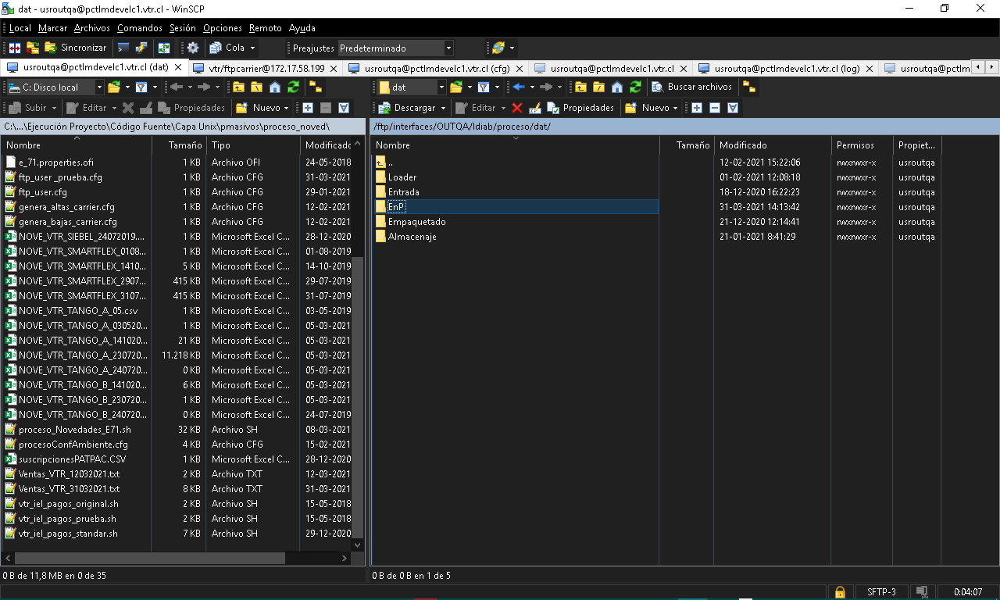 dat - usroutqa@pctlmdevelc1.vtr.cl - WinSCP
Local Marcar Archivos Comandos Sesión Opciones Remoto Ayuda
Sincronizar Cola Preajustes Predeterminado
usroutqa@pctlmdevelc1.vtr.cl (dat) vtr/ftpcarrier@172.17.58.199 usroutqa@pctlmdevelc1.vtr.cl (cfg) usroutqa@pctlmdevelc1.vtr.cl usroutqa@pctlmdevelc1.vtr.cl (log) usroutqa@pctlm
C: Disco local dat Buscar archivos
Subir Editar Propiedades Nuevo Descargar Editar Propiedades Nuevo
C:\...\Ejecución Proyecto\Código Fuente\Capa Unix\pmasivos\proceso_noved\
/ftp/interfaces/OUTQA/Idiab/proceso/dat/
Nombre Tamaño Tipo Modificado
e_71.properties.ofi 1 KB Archivo OFI 24-05-2018
ftp_user _prueba.cfg 1 KB Archivo CFG 31-03-2021
ftp_user.cfg 1 KB Archivo CFG 29-01-2021
genera_altas_carrier.cfg 1 KB Archivo CFG 12-02-2021
genera_bajas_carrier.cfg 1 KB Archivo CFG 12-02-2021
NOVE_VTR_SIEBEL_24072019.... 1 KB Microsoft Excel C... 28-12-2020
NOVE_VTR_SMARTFLEX_0108... 1 KB Microsoft Excel C... 01-08-2019
NOVE_VTR_SMARTFLEX_1410... 5 KB Microsoft Excel C... 14-10-2019
NOVE_VTR_SMARTFLEX_2907... 415 KB Microsoft Excel C... 29-07-2019
NOVE_VTR_SMARTFLEX_3107... 415 KB Microsoft Excel C... 31-07-2019
NOVE_VTR_TANGO_A_05.csv 1 KB Microsoft Excel C... 03-05-2019
NOVE_VTR_TANGO_A_030520... 1 KB Microsoft Excel C... 05-03-2021
NOVE_VTR_TANGO_A_141020... 21 KB Microsoft Excel C... 05-03-2021
NOVE_VTR_TANGO_A_230720... 11.218 KB Microsoft Excel C... 05-03-2021
NOVE_VTR_TANGO_A_240720... 0 KB Microsoft Excel C... 05-03-2021
NOVE_VTR_TANGO_B_141020... 6 KB Microsoft Excel C... 05-03-2021
NOVE_VTR_TANGO_B_230720... 1 KB Microsoft Excel C... 05-03-2021
NOVE_VTR_TANGO_B_240720... 0 KB Microsoft Excel C... 24-07-2019
proceso_Novedades_E71.sh 32 KB Archivo SH 08-03-2021
procesoConfAmbiente.cfg 4 KB Archivo CFG 15-02-2021
suscripcionesPATPAC.CSV 1 KB Microsoft Excel C... 28-12-2020
Ventas_VTR_12032021.txt 2 KB Archivo TXT 12-03-2021
Ventas_VTR_31032021.txt 8 KB Archivo TXT 31-03-2021
vtr_iel_pagos_original.sh 2 KB Archivo SH 15-05-2018
vtr_iel_pagos_prueba.sh 2 KB Archivo SH 15-05-2018
vtr_iel_pagos_standar.sh 7 KB Archivo SH 29-12-2020
0 B de 11,8 MB en 0 de 35
Nombre Tamaño Modificado Permisos Propiet...
.. 12-02-2021 15:22:06 rwxrwxr-x usroutqa
Loader 01-02-2021 12:08:18 rwxrwxr-x usroutqa
Entrada 18-12-2020 16:22:23 rwxrwxr-x usroutqa
EnP 31-03-2021 14:13:42 rwxrwxr-x usroutqa
Empaquetado 21-12-2020 12:14:41 rwxrwxr-x usroutqa
Almacenaje 21-01-2021 8:41:29 rwxrwxr-x usroutqa
0 B de 0 B en 1 de 5
SFTP-3 0:04:07